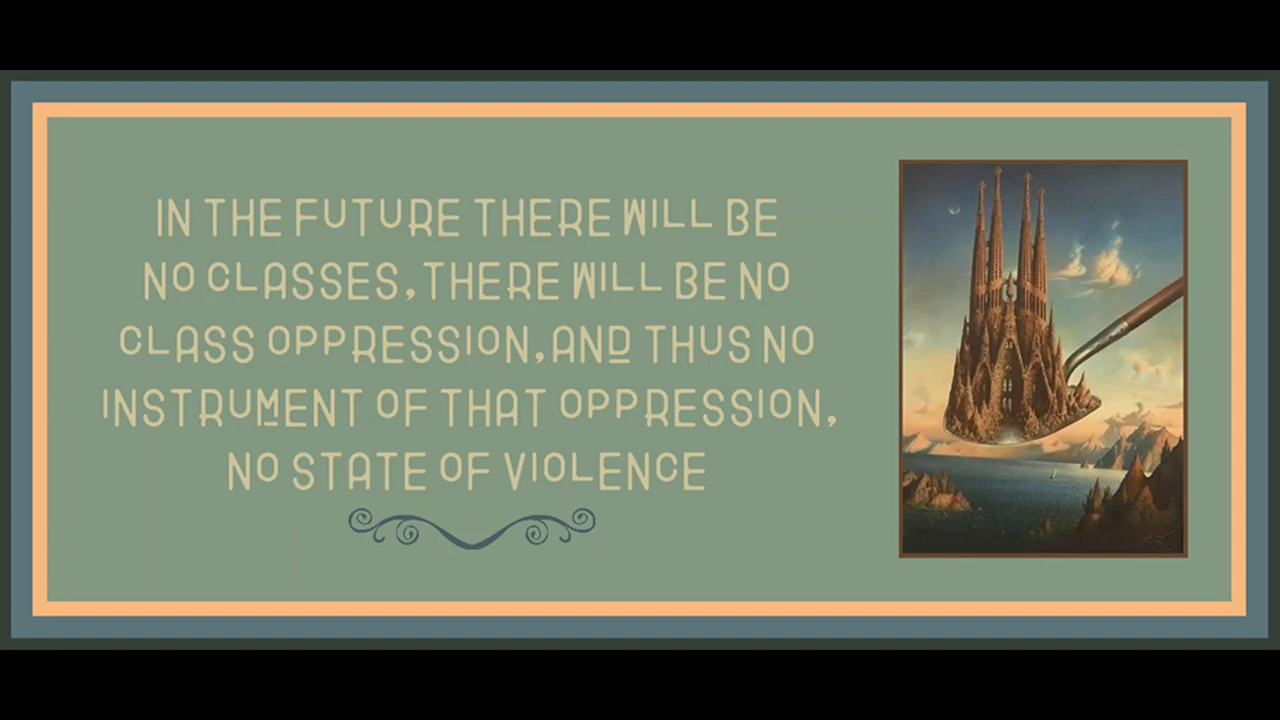 IN THE FUTURE THERE WILL BE
NO CLASSES, THERE WILL BE NO
CLASS OPPRESSION, AND THUS NO
INSTRUMENT OF THAT OPPRESSION,
NO STATE OF VIOLENCE